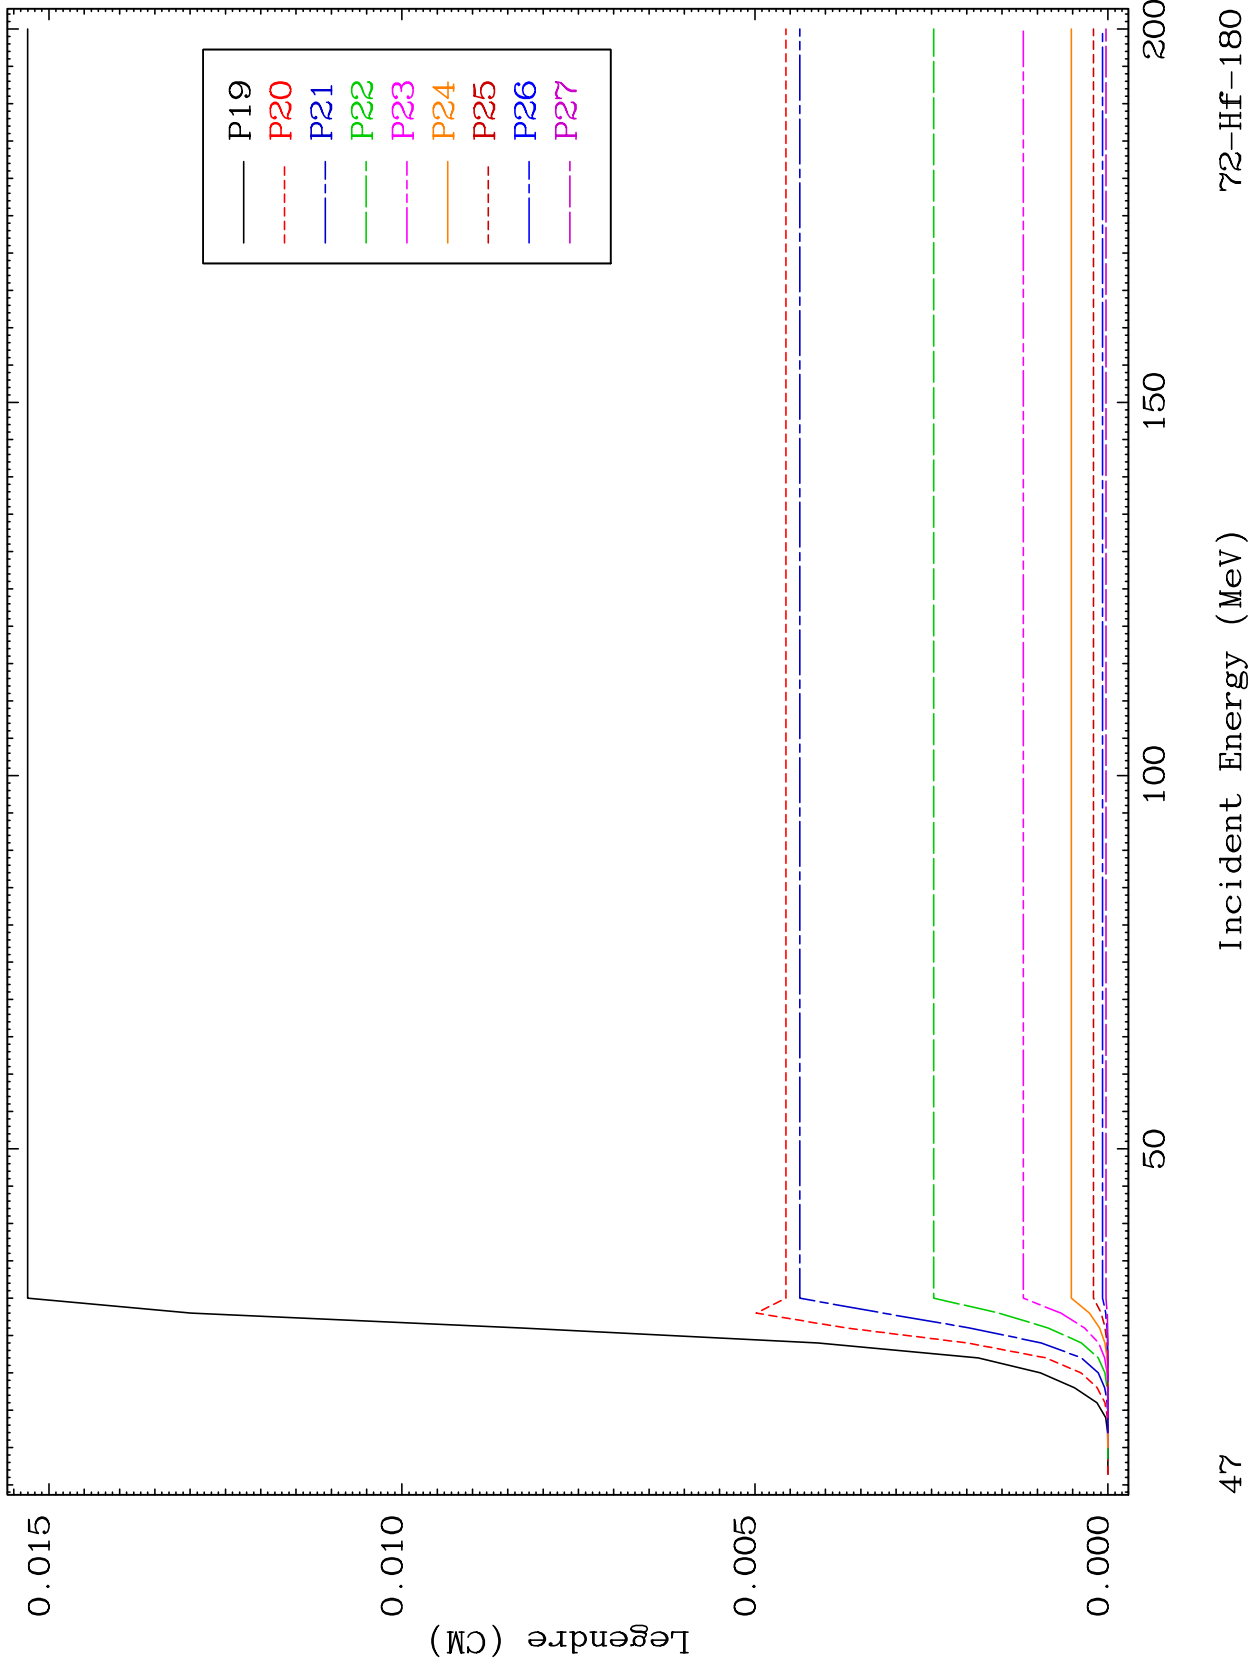 P19
P20
P21
P22
P23
P24
P25
P26
P27
0.015
0.010
0.005
0.000
Legendre (CM)
50
100
150
200
Incident Energy (MeV)
47
72-Hf-180